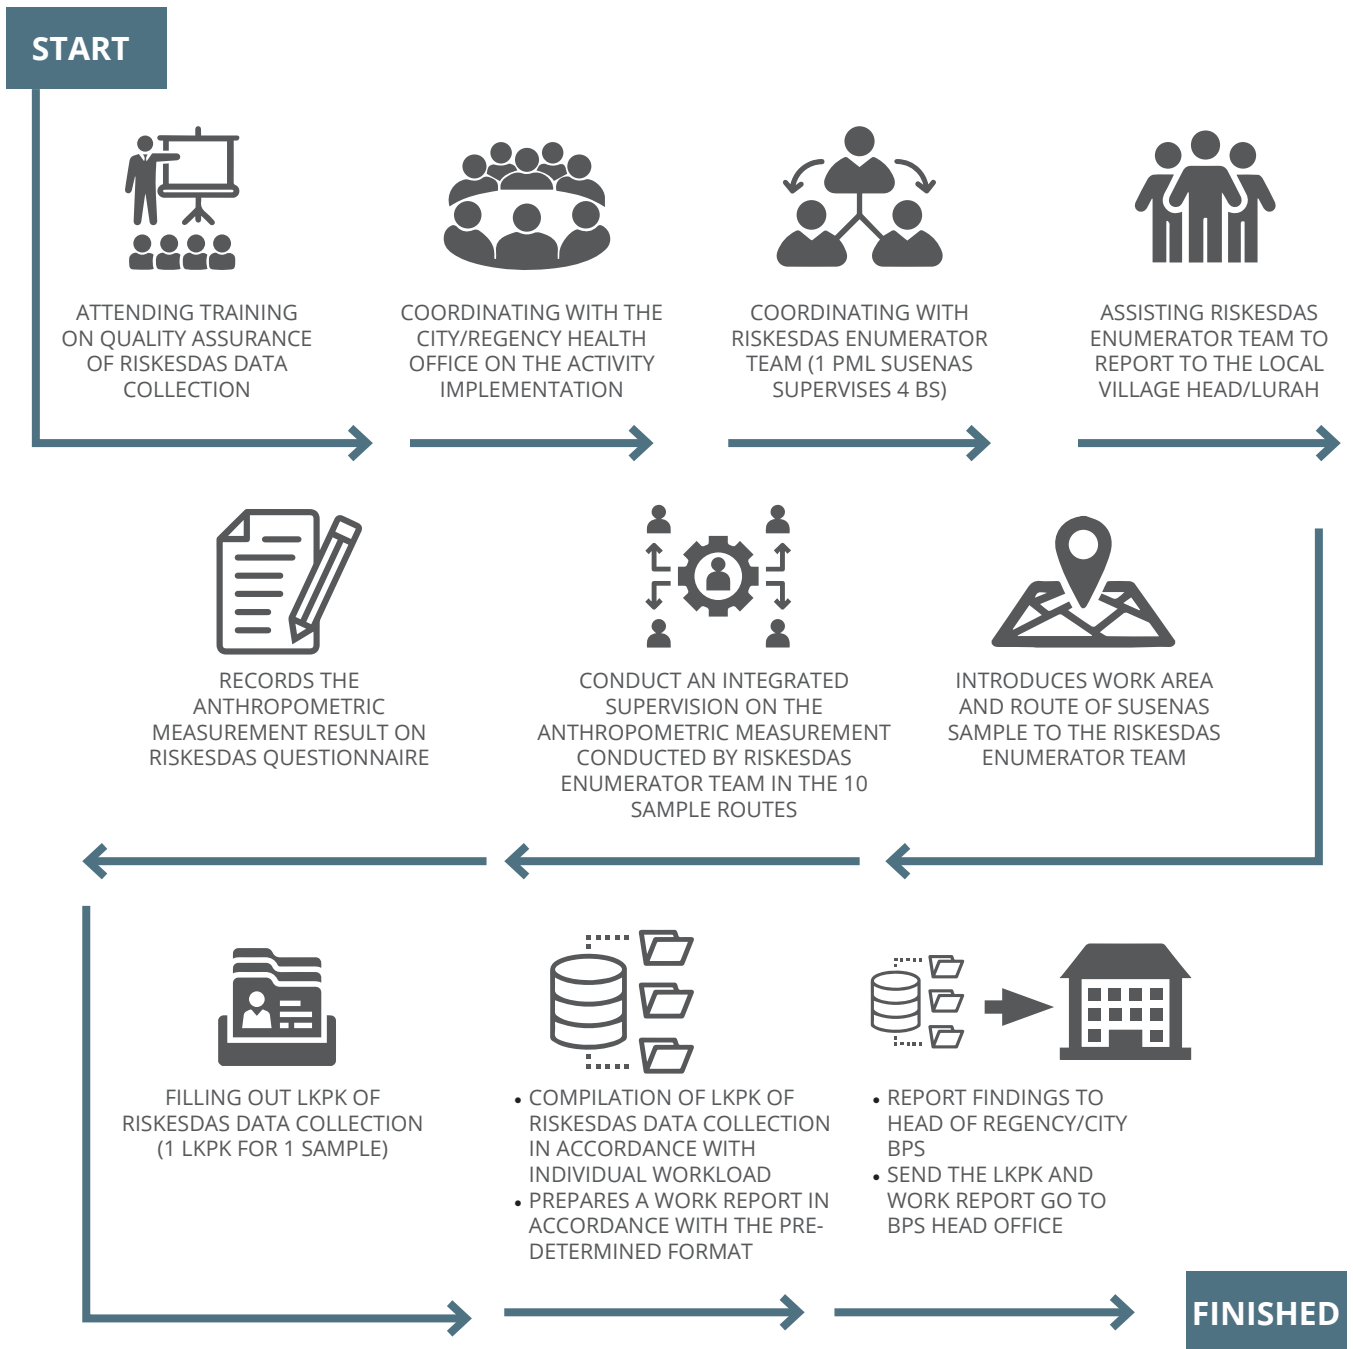 START
ATTENDING TRAINING
ON QUALITY ASSURANCE
OF RISKESDAS DATA
COLLECTION
COORDINATING WITH THE
CITY/REGENCY HEALTH
OFFICE ON THE ACTIVITY
IMPLEMENTATION
COORDINATING WITH
RISKESDAS ENUMERATOR
TEAM (1 PML SUSENAS
SUPERVISES 4 BS)
ASSISTING RISKESDAS
ENUMERATOR TEAM TO
REPORT TO THE LOCAL
VILLAGE HEAD/LURAH
INTRODUCES WORK AREA
AND ROUTE OF SUSENAS
SAMPLE TO THE RISKESDAS
ENUMERATOR TEAM
CONDUCT AN INTEGRATED
SUPERVISION ON THE
ANTHROPOMETRIC MEASUREMENT
CONDUCTED BY RISKESDAS
ENUMERATOR TEAM IN THE 10
SAMPLE ROUTES
RECORDS THE
ANTHROPOMETRIC
MEASUREMENT RESULT ON
RISKESDAS QUESTIONNAIRE
FILLING OUT LKPK OF
RISKESDAS DATA COLLECTION
(1 LKPK FOR 1 SAMPLE)
• COMPILATION OF LKPK OF
RISKESDAS DATA COLLECTION
IN ACCORDANCE WITH
INDIVIDUAL WORKLOAD
• PREPARES A WORK REPORT IN
ACCORDANCE WITH THE PRE-
DETERMINED FORMAT
• REPORT FINDINGS TO
HEAD OF REGENCY/CITY
BPS
• SEND THE LKPK AND
WORK REPORT GO TO
BPS HEAD OFFICE
FINISHED